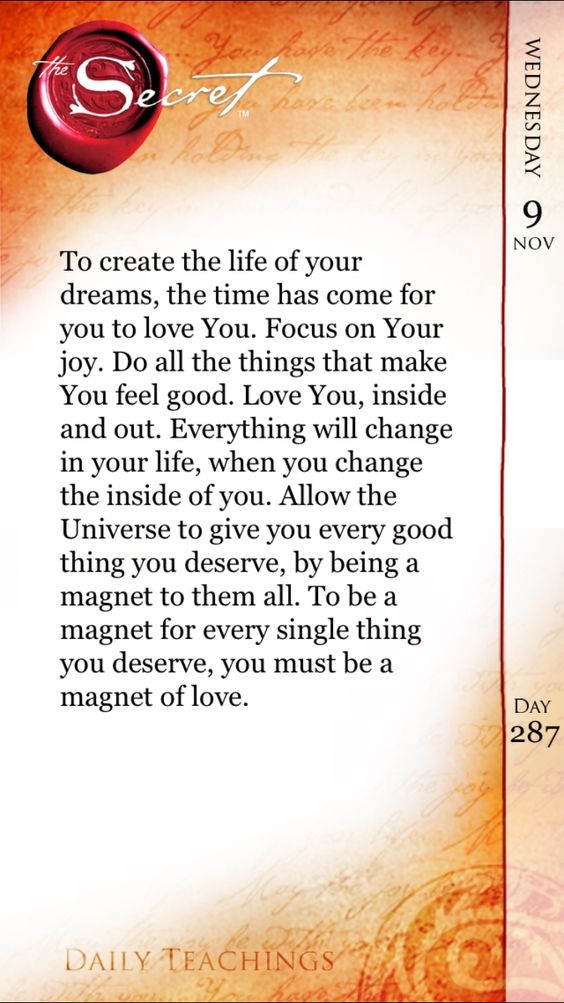 the Secret™
WEDNESDAY
9
NOV
To create the life of your
dreams, the time has come for
you to love You. Focus on Your
joy. Do all the things that make
You feel good. Love You, inside
and out. Everything will change
in your life, when you change
the inside of you. Allow the
Universe to give you every good
thing you deserve, by being a
magnet to them all. To be a
magnet for every single thing
you deserve, you must be a
magnet of love.
DAY
287
DAILY TEACHINGS